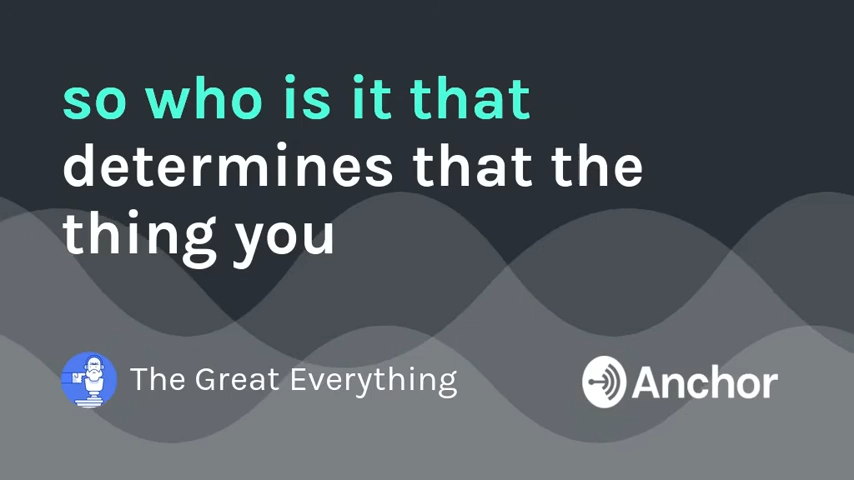 so who is it that
determines that the
thing you
The Great Everything
Anchor